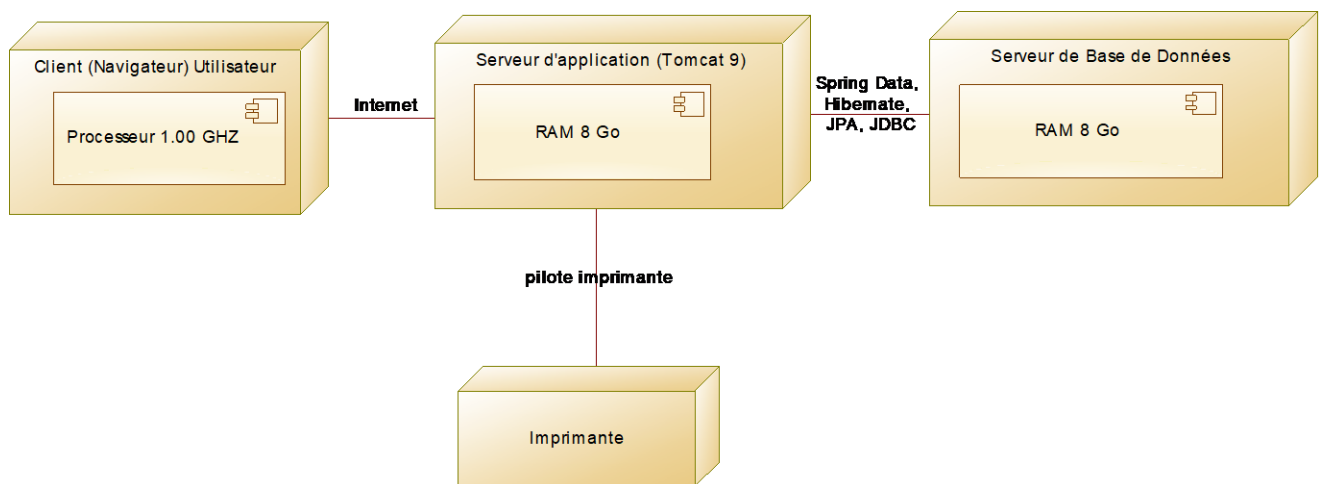 Client (Navigateur) Utilisateur
Processeur 1.00 GHZ
Internet
Serveur d'application (Tomcat 9)
RAM 8 Go
Spring Data,
Hibernate,
JPA, JDBC
Serveur de Base de Données
RAM 8 Go
pilote imprimante
Imprimante